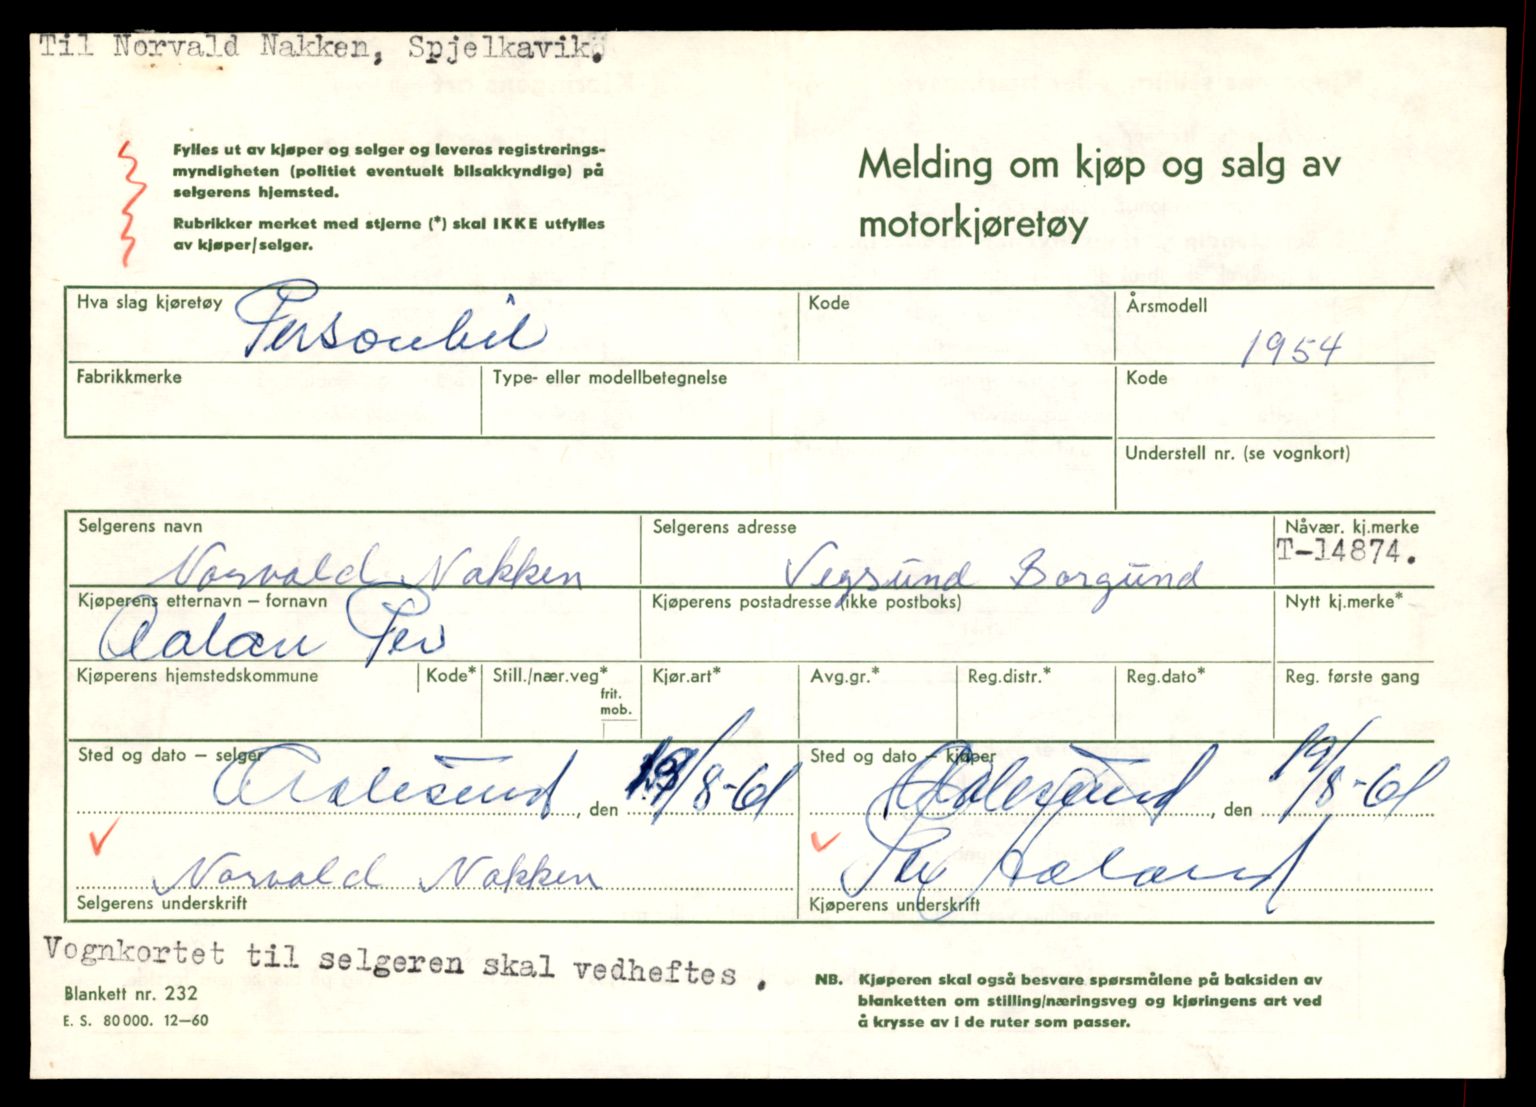 Til Norvald Nakken, Spjelkavik.
Fylles ut av kjøper og selger og leveres registrerings-
myndigheten (politiet eventuelt bilsakkyndige) på
selgerens hjemsted.
Rubrikker merket med stjerne (*) skal IKKE utfylles
av kjøper/selger.
Melding om kjøp og salg av
motorkjøretøy
Hva slag kjøretøy Personbil
Kode
Årsmodell
1954
Fabrikkmerke
Type- eller modellbetegnelse
Kode
Understell nr. (se vognkort)
Selgerens navn
Norvald Nakken
Selgerens adresse
Vegsund Borgund
Nåvær. kj.merke
T-14874.
Kjøperens etternavn – fornavn
Aalan Per
Kjøperens postadresse (ikke postboks)
Nytt kj.merke*
Kjøperens hjemstedskommune
Kode*
Still./nær.veg*
frit.
mob.
Kjør.art*
Avg.gr.*
Reg.distr.*
Reg.dato*
Reg. første gang
Sted og dato – selger
Aalesund, den 19/8-61
Sted og dato – kjøper
Aalesund, den 19/8-61
Norvald Nakken
Selgerens underskrift
Per Aaland
Kjøperens underskrift
Vognkortet til selgeren skal vedheftes .
Blankett nr. 232
E. S. 80 000. 12–60
NB. Kjøperen skal også besvare spørsmålene på baksiden av
blanketten om stilling/næringsveg og kjøringens art ved
å krysse av i de ruter som passer.